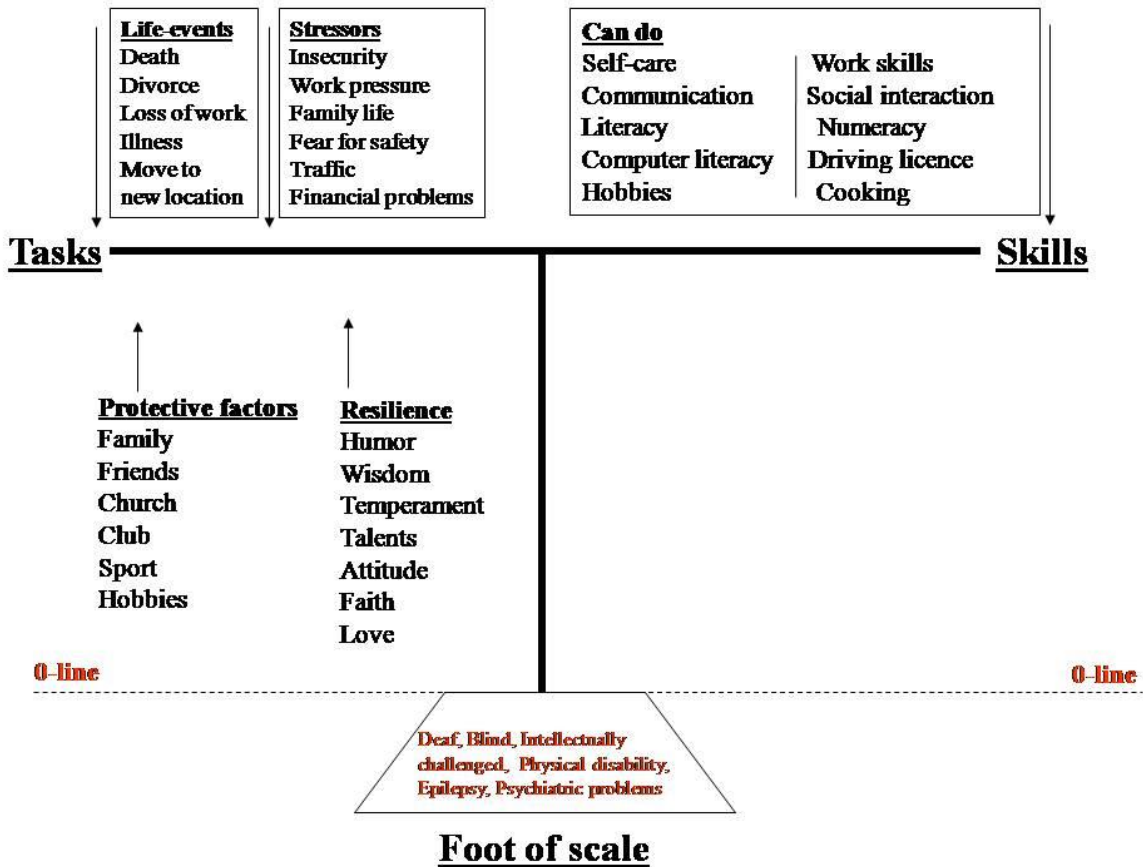 Life-events
Death
Divorce
Loss of work
Illness
Move to
new location
Stressors
Insecurity
Work pressure
Family life
Fear for safety
Traffic
Financial problems
Can do
Self-care
Communication
Literacy
Computer literacy
Hobbies
Work skills
Social interaction
Numeracy
Driving licence
Cooking
Tasks
Skills
Protective factors
Family
Friends
Church
Club
Sport
Hobbies
Resilience
Humor
Wisdom
Temperament
Talents
Attitude
Faith
Love
0-line
0-line
Deaf, Blind, Intellectually
challenged, Physical disability,
Epilepsy, Psychiatric problems
Foot of scale